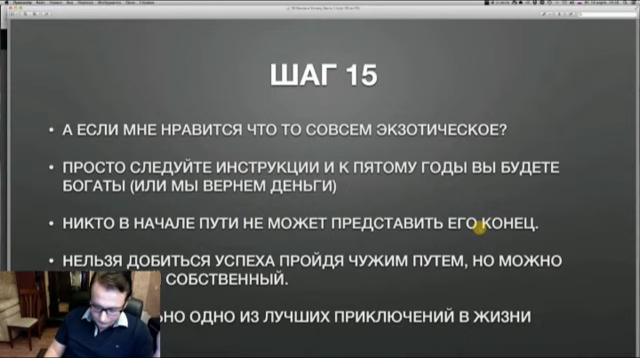 ШАГ 15
• А ЕСЛИ МНЕ НРАВИТСЯ ЧТО ТО СОВСЕМ ЭКЗОТИЧЕСКОЕ?
• ПРОСТО СЛЕДУЙТЕ ИНСТРУКЦИИ И К ПЯТОМУ ГОДЫ ВЫ БУДЕТЕ
БОГАТЫ (ИЛИ МЫ ВЕРНЕМ ДЕНЬГИ)
• НИКТО В НАЧАЛЕ ПУТИ НЕ МОЖЕТ ПРЕДСТАВИТЬ ЕГО КОНЕЦ.
• НЕЛЬЗЯ ДОБИТЬСЯ УСПЕХА ПРОЙДЯ ЧУЖИМ ПУТЕМ, НО МОЖНО
СОБСТВЕННЫЙ.
ОДНО ИЗ ЛУЧШИХ ПРИКЛЮЧЕНИЙ В ЖИЗНИ